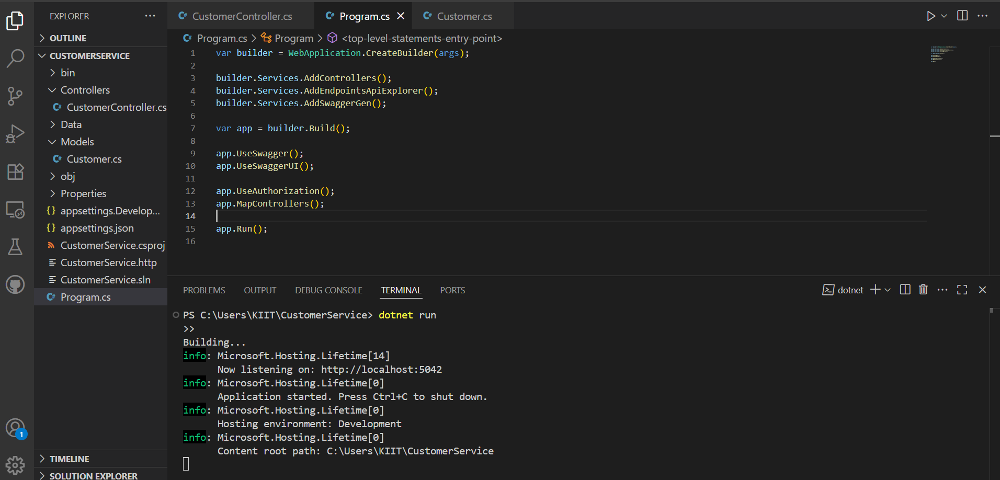 EXPLORER
OUTLINE
CUSTOMERSERVICE
bin
Controllers
C# CustomerController.cs
Data
Models
C# Customer.cs
obj
Properties
{} appsettings.Develop...
{} appsettings.json
CustomerService.csproj
CustomerService.http
CustomerService.sln
C# Program.cs
TIMELINE
SOLUTION EXPLORER
1
C# CustomerController.cs
C# Program.cs
C# Customer.cs
C# Program.cs > Program > <top-level-statements-entry-point>
1 var builder = WebApplication.CreateBuilder(args);
2
3 builder.Services.AddControllers();
4 builder.Services.AddEndpointsApiExplorer();
5 builder.Services.AddSwaggerGen();
6
7 var app = builder.Build();
8
9 app.UseSwagger();
10 app.UseSwaggerUI();
11
12 app.UseAuthorization();
13 app.MapControllers();
14
15 app.Run();
16
PROBLEMS OUTPUT DEBUG CONSOLE TERMINAL PORTS
dotnet
PS C:\Users\KIIT\CustomerService> dotnet run
>>
Building...
info: Microsoft.Hosting.Lifetime[14]
Now listening on: http://localhost:5042
info: Microsoft.Hosting.Lifetime[0]
Application started. Press Ctrl+C to shut down.
info: Microsoft.Hosting.Lifetime[0]
Hosting environment: Development
info: Microsoft.Hosting.Lifetime[0]
Content root path: C:\Users\KIIT\CustomerService